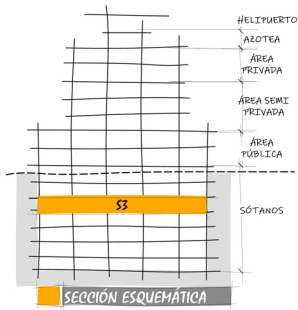 HELIPUERTO
AZOTEA
ÁREA
PRIVADA
ÁREA SEMI
PRIVADA
ÁREA
PÚBLICA
S3
SÓTANOS
SECCIÓN ESQUEMÁTICA